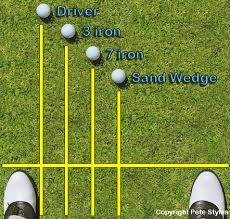 Driver
3 iron
7 iron
Sand Wedge
Copyright Pete Styles